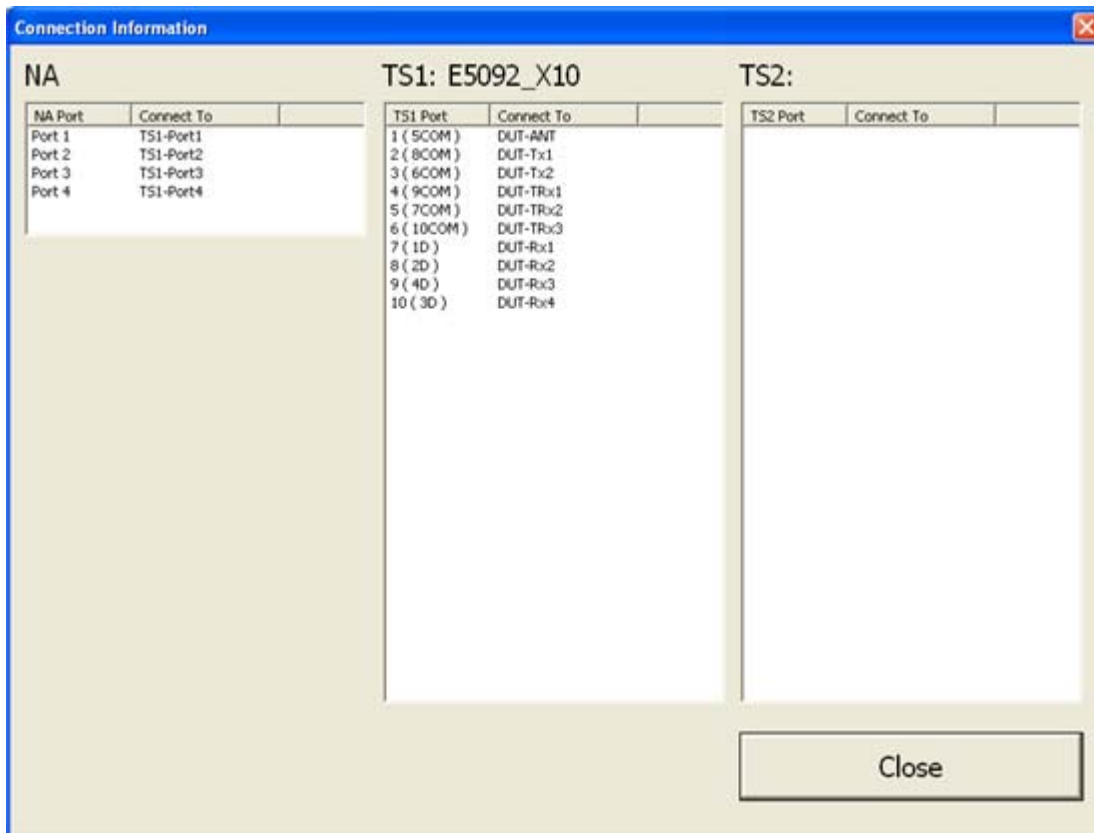 Connection Information
NA
NA Port Connect To
Port 1 TS1-Port1
Port 2 TS1-Port2
Port 3 TS1-Port3
Port 4 TS1-Port4
TS1: E5092_X10
TS1 Port Connect To
1 ( 5COM ) DUT-ANT
2 ( 8COM ) DUT-Tx1
3 ( 6COM ) DUT-Tx2
4 ( 9COM ) DUT-TRx1
5 ( 7COM ) DUT-TRx2
6 ( 10COM ) DUT-TRx3
7 ( 1D ) DUT-Rx1
8 ( 2D ) DUT-Rx2
9 ( 4D ) DUT-Rx3
10 ( 3D ) DUT-Rx4
TS2:
TS2 Port Connect To
Close